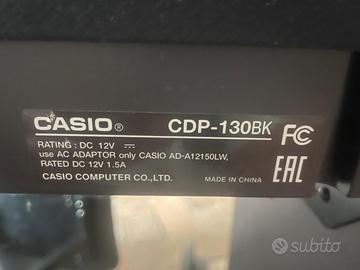 CASIO® CDP-130BK FC
RATING: DC 12V ⎓
use AC ADAPTOR only CASIO AD-A12150LW,
RATED DC 12V 1.5A
EAC
CASIO COMPUTER CO.,LTD. MADE IN CHINA
subito